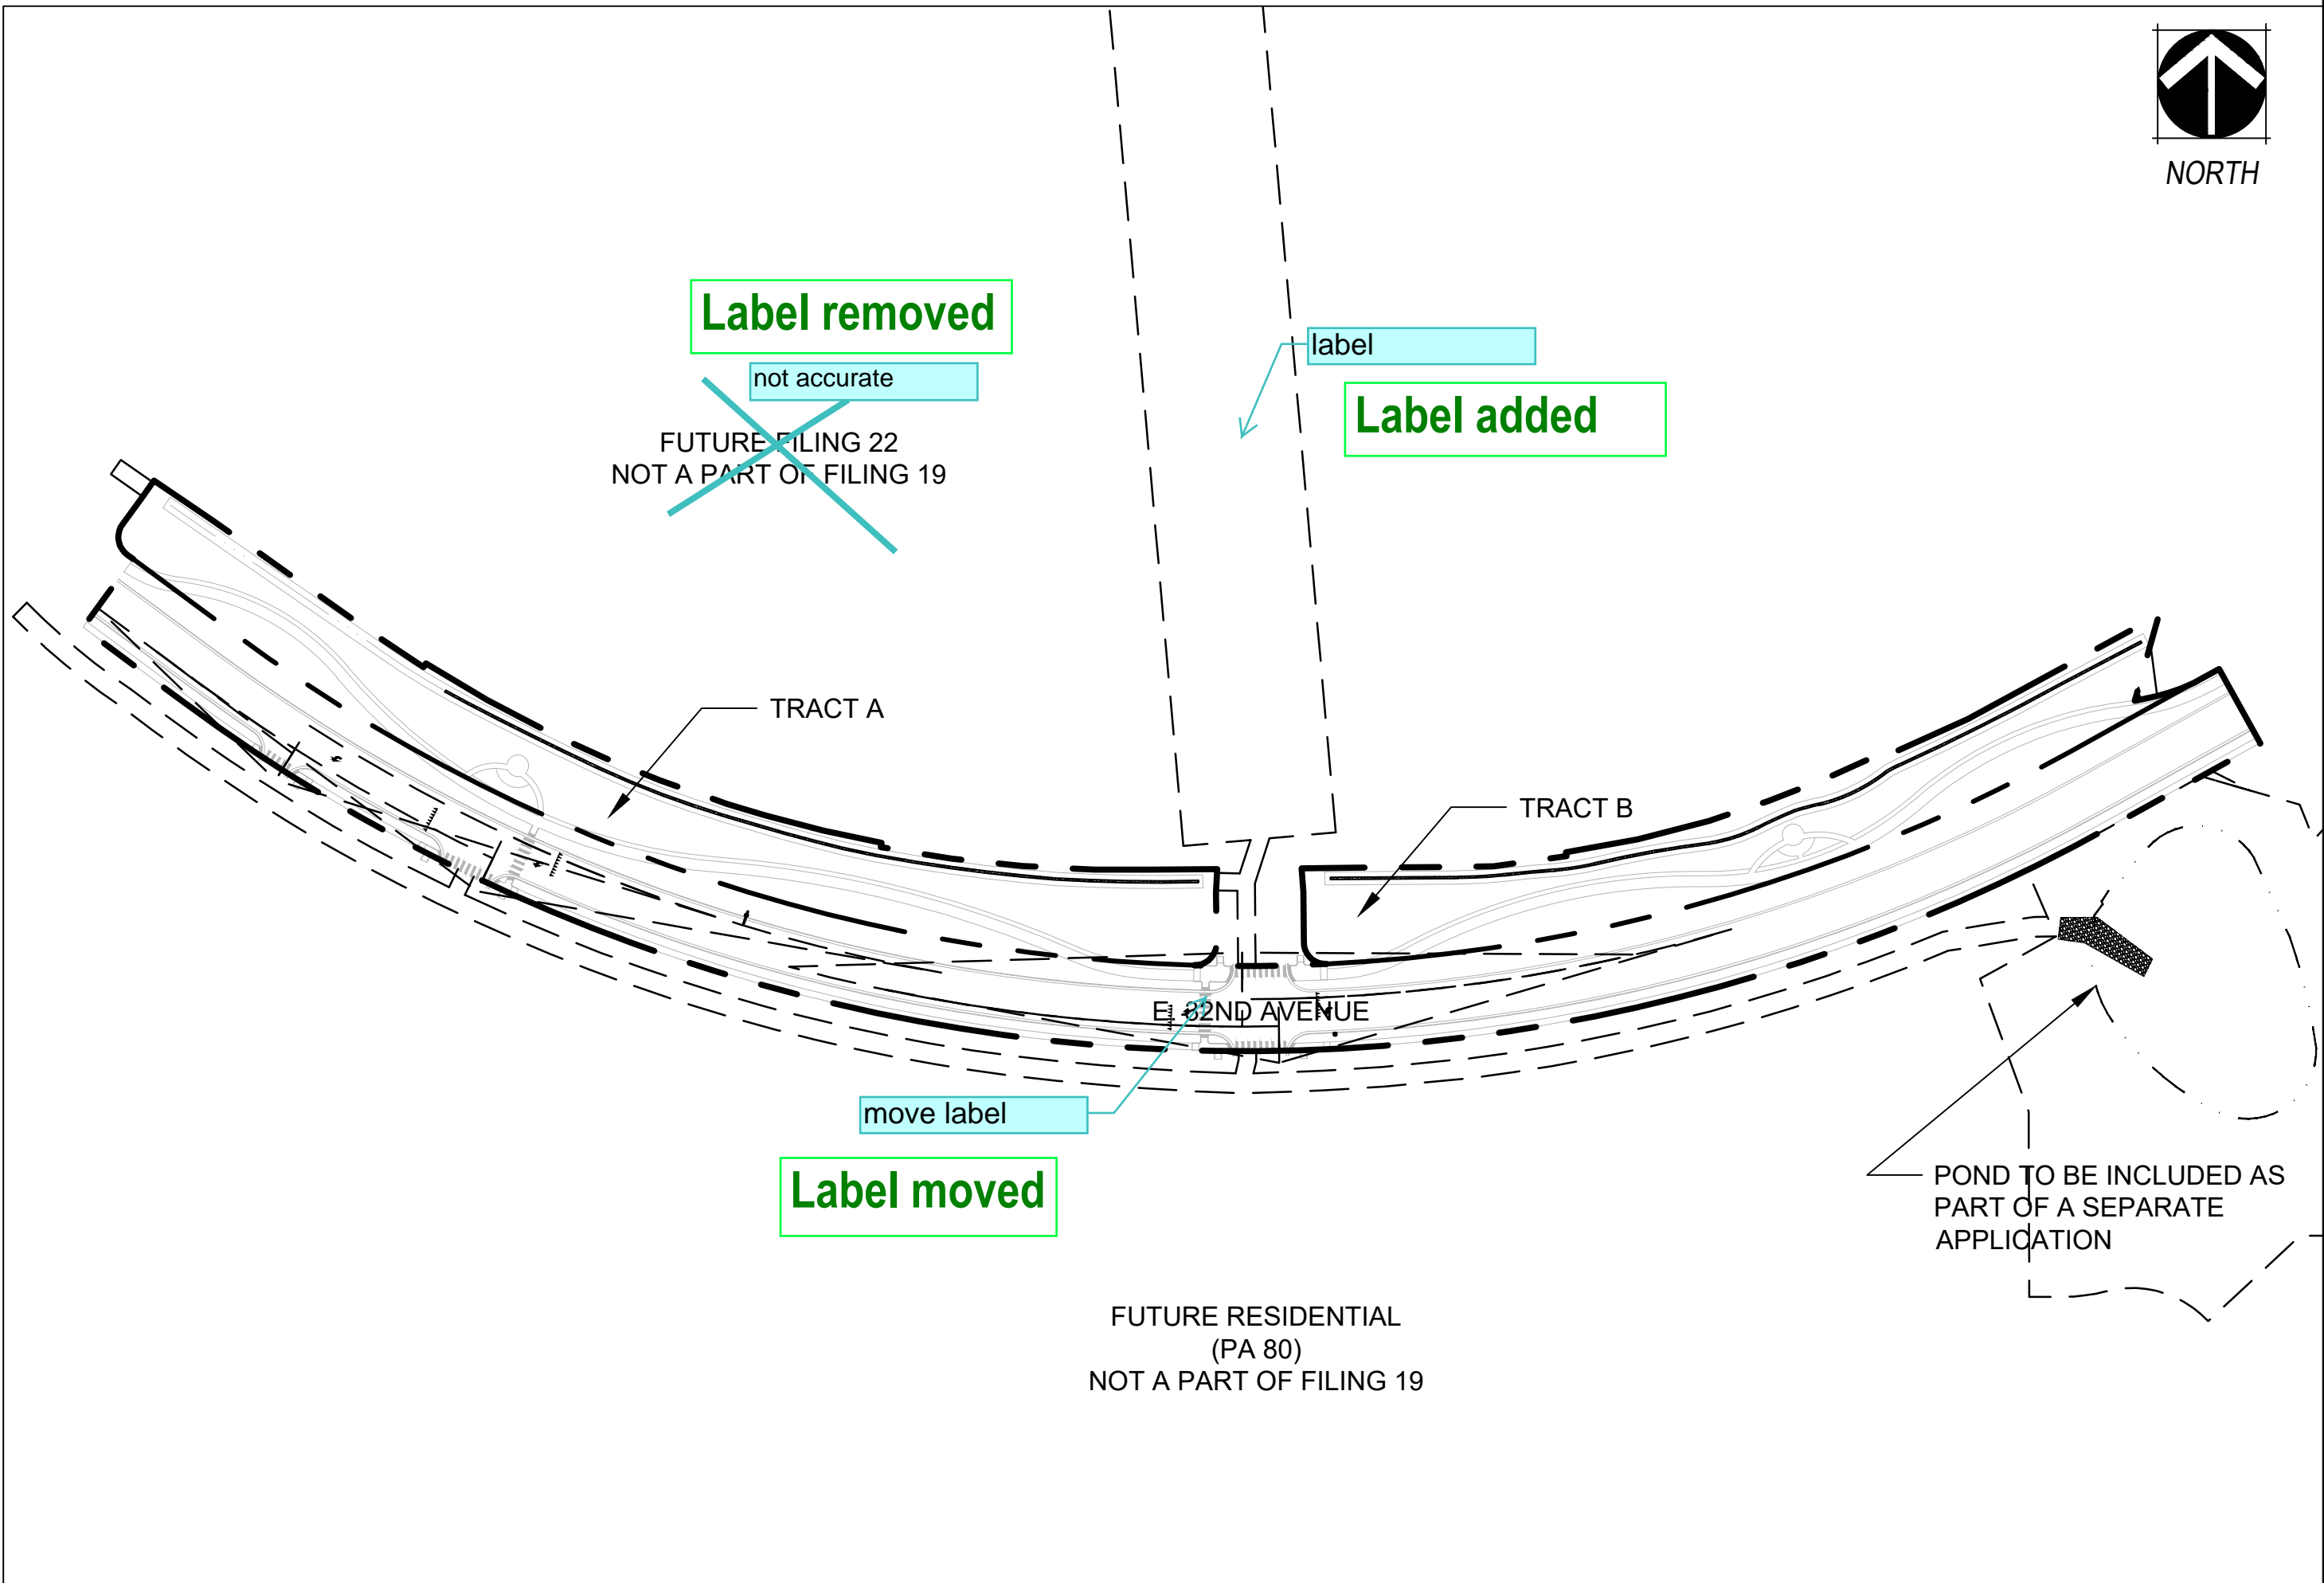 NORTH
Label removed
not accurate
label
Label added
FUTURE FILING 22
NOT A PART OF FILING 19
TRACT A
TRACT B
E. 32ND AVENUE
move label
Label moved
POND TO BE INCLUDED AS
PART OF A SEPARATE
APPLICATION
FUTURE RESIDENTIAL
(PA 80)
NOT A PART OF FILING 19